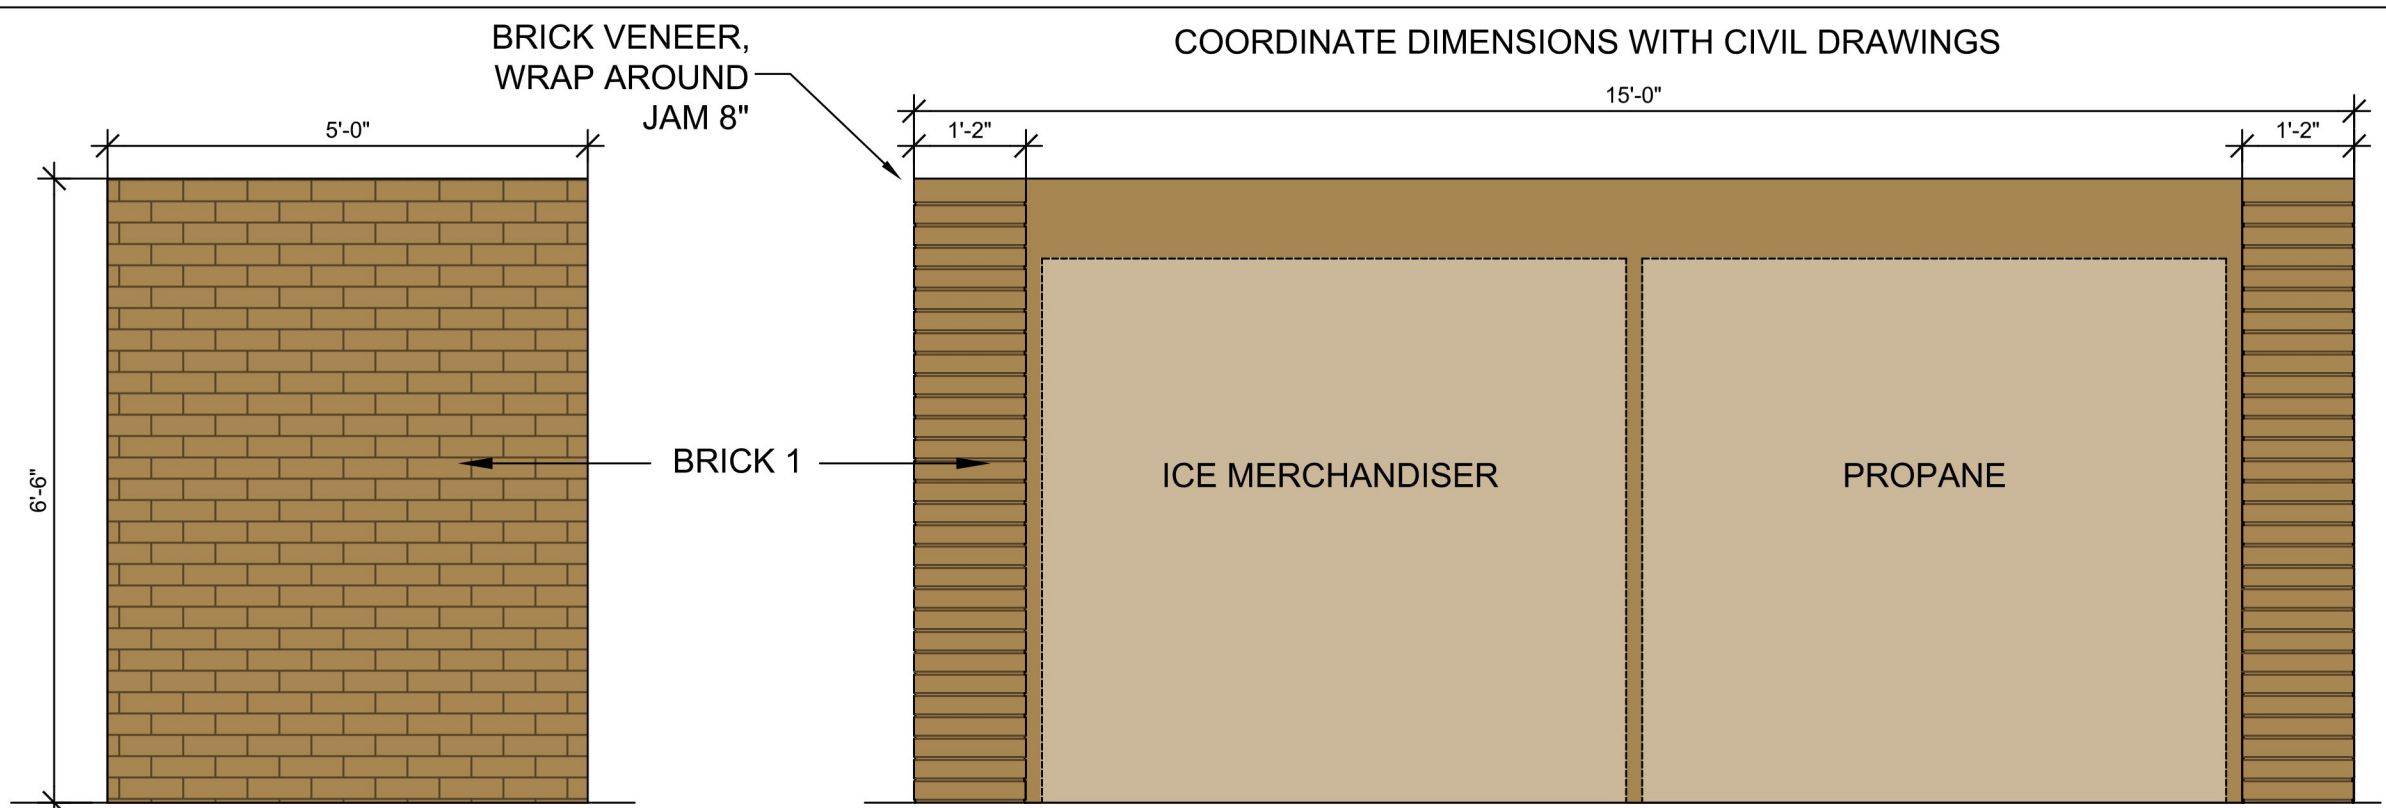 BRICK VENEER,
WRAP AROUND
JAM 8"
COORDINATE DIMENSIONS WITH CIVIL DRAWINGS
15'-0"
5'-0"
1'-2"
1'-2"
6'-6"
BRICK 1
ICE MERCHANDISER
PROPANE